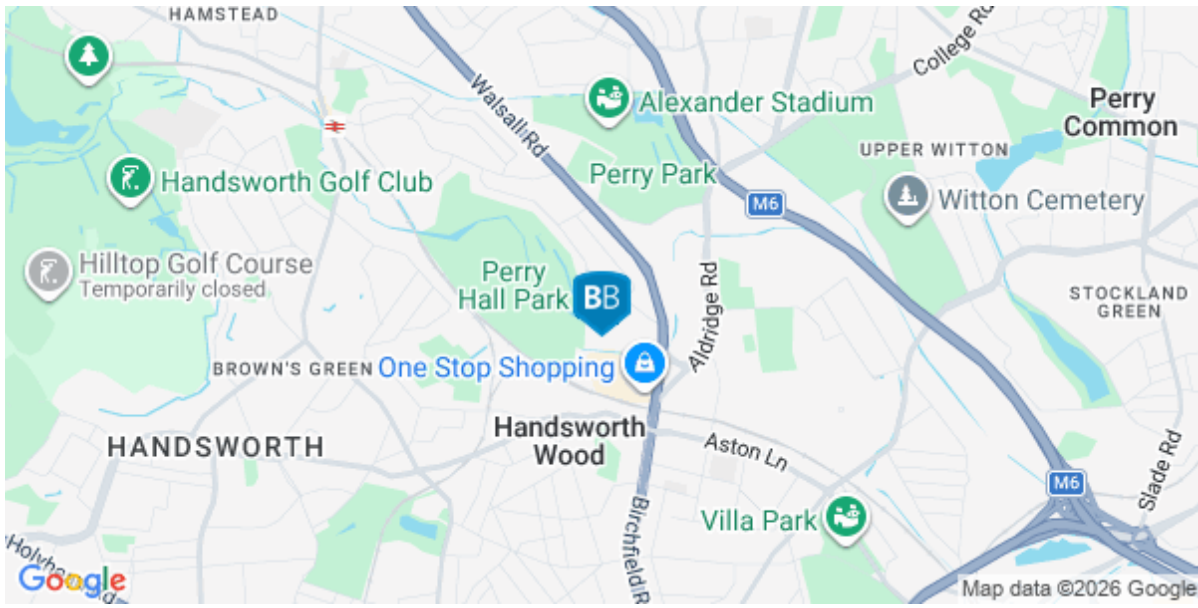 HAMSTEAD
College Rd
Walsall Rd
Alexander Stadium
Perry
Common
UPPER WITTON
Perry Park
Handsworth Golf Club
M6
Witton Cemetery
Hilltop Golf Course
Temporarily closed
Perry
Hall Park
BB
Aldridge Rd
STOCKLAND
GREEN
BROWN'S GREEN
One Stop Shopping
HANDSWORTH
Handsworth
Wood
Aston Ln
Slade Rd
M6
Villa Park
Birchfield R
Google
Map data ©2026 Google